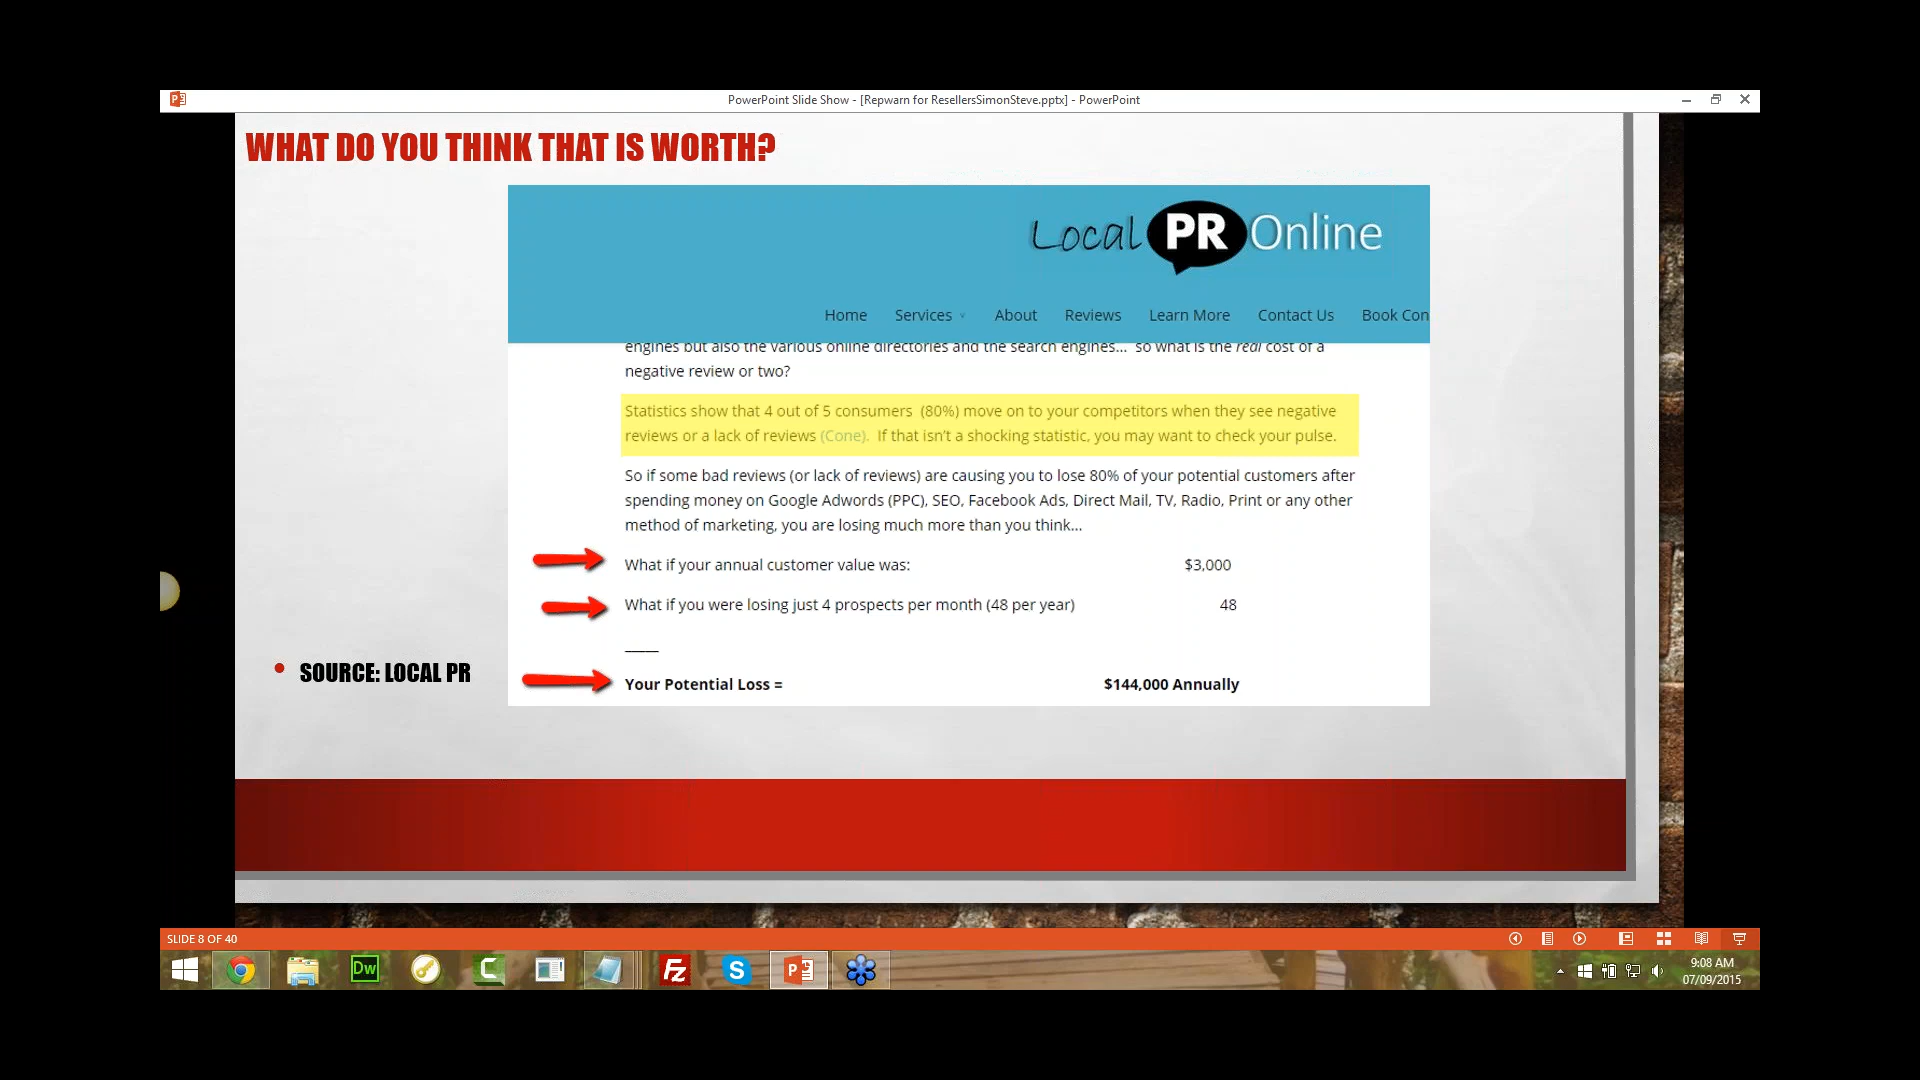 PowerPoint Slide Show - [Repwarn for ResellersSimonSteve.pptx] - PowerPoint
WHAT DO YOU THINK THAT IS WORTH?
Local PR Online
Home Services About Reviews Learn More Contact Us Book Con
engines but also the various online directories and the search engines... so what is the real cost of a
negative review or two?
Statistics show that 4 out of 5 consumers (80%) move on to your competitors when they see negative
reviews or a lack of reviews (Cone). If that isn't a shocking statistic, you may want to check your pulse.
So if some bad reviews (or lack of reviews) are causing you to lose 80% of your potential customers after
spending money on Google Adwords (PPC), SEO, Facebook Ads, Direct Mail, TV, Radio, Print or any other
method of marketing, you are losing much more than you think...
What if your annual customer value was: $3,000
What if you were losing just 4 prospects per month (48 per year) 48
Your Potential Loss = $144,000 Annually
SOURCE: LOCAL PR
SLIDE 8 OF 40
Dw
9:08 AM
07/09/2015